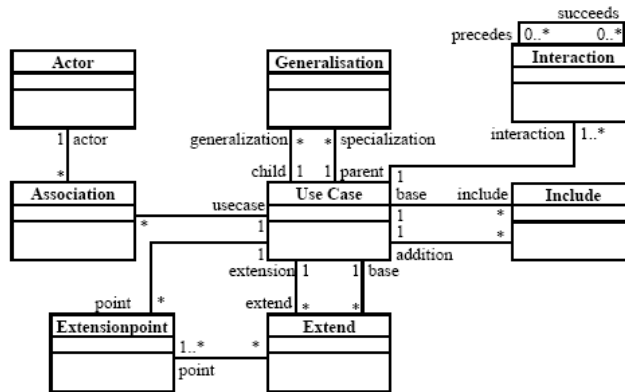 succeeds
precedes 0..* 0..*
Actor Generalisation Interaction
1 actor generalization * * specialization interaction 1..*
* child 1 1 parent 1
Association usecase Use Case base include Include
* 1 1 *
1 1 * addition
extension 1 1 base
point * extend * *
Extensionpoint 1..* * Extend
point